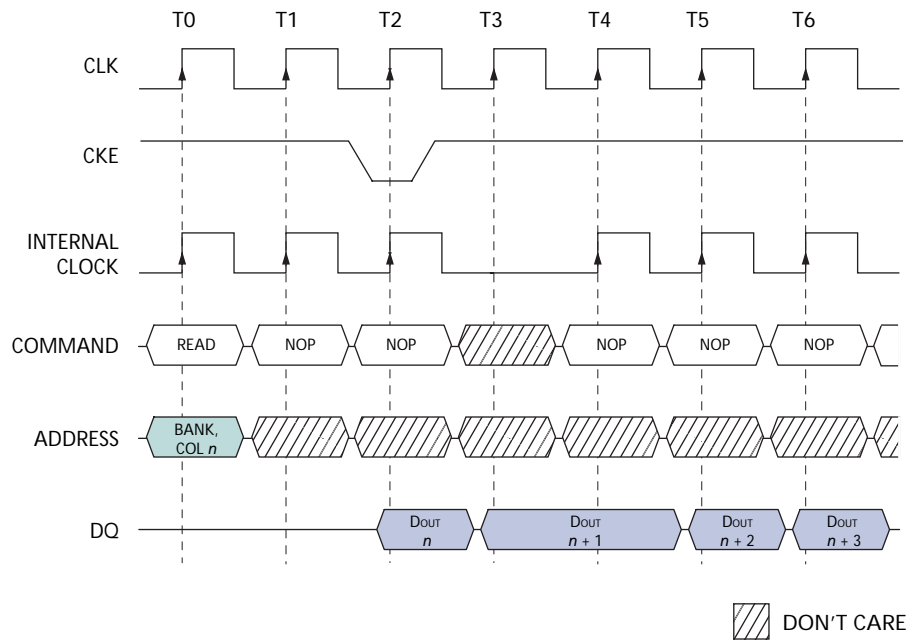 T0 T1 T2 T3 T4 T5 T6
CLK
CKE
INTERNAL
CLOCK
COMMAND READ NOP NOP NOP NOP NOP
ADDRESS
BANK,
COL n
DQ
DOUT DOUT DOUT DOUT
n n + 1 n + 2 n + 3
DON'T CARE